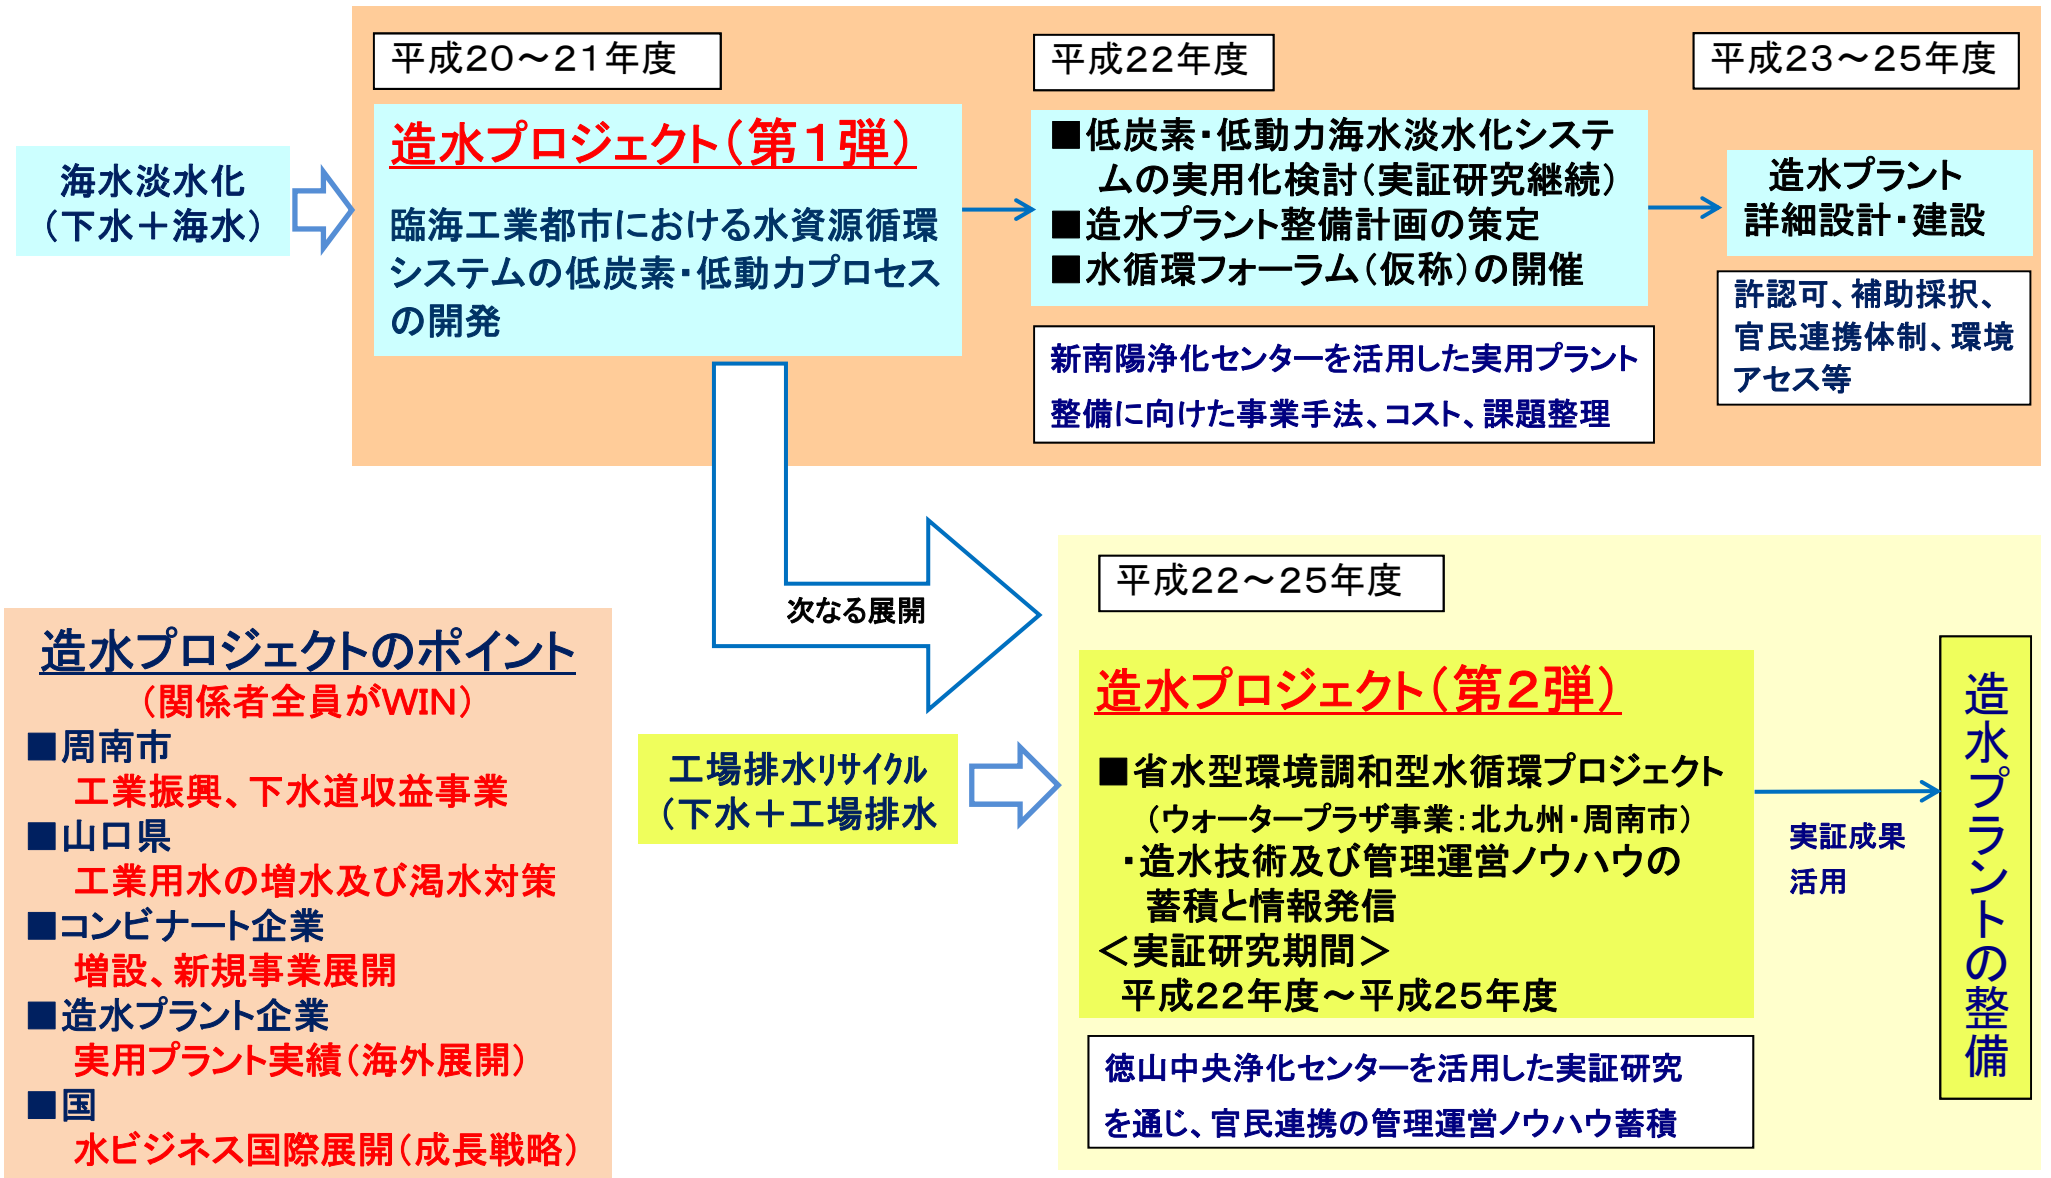 海水淡水化
（下水＋海水）
平成２０～２１年度
造水プロジェクト（第１弾）
臨海工業都市における水資源循環
システムの低炭素・低動力プロセス
の開発
平成２２年度
■低炭素・低動力海水淡水化システ
ムの実用化検討（実証研究継続）
■造水プラント整備計画の策定
■水循環フォーラム（仮称）の開催
新南陽浄化センターを活用した実用プラント
整備に向けた事業手法、コスト、課題整理
平成２３～２５年度
造水プラント
詳細設計・建設
許認可、補助採択、
官民連携体制、環境
アセス等
次なる展開
造水プロジェクトのポイント
（関係者全員がWIN）
■周南市
工業振興、下水道収益事業
■山口県
工業用水の増水及び渇水対策
■コンビナート企業
増設、新規事業展開
■造水プラント企業
実用プラント実績（海外展開）
■国
水ビジネス国際展開（成長戦略）
工場排水ﾘｻｲｸﾙ
（下水＋工場排水
平成２２～２５年度
造水プロジェクト（第２弾）
■省水型環境調和型水循環プロジェクト
（ウォータープラザ事業：北九州・周南市）
・造水技術及び管理運営ノウハウの
蓄積と情報発信
＜実証研究期間＞
平成２２年度～平成２５年度
徳山中央浄化センターを活用した実証研究
を通じ、官民連携の管理運営ノウハウ蓄積
実証成果
活用
造水プラントの整備